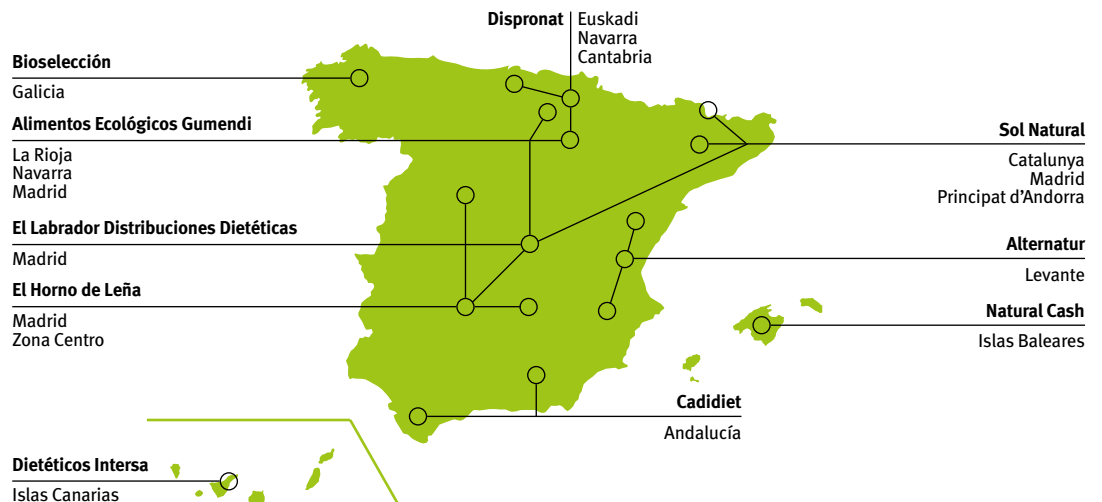 Dispronat
Euskadi
Navarra
Cantabria
Bioselección
Galicia
Alimentos Ecológicos Gumendi
La Rioja
Navarra
Madrid
El Labrador Distribuciones Dietéticas
Madrid
El Horno de Leña
Madrid
Zona Centro
Sol Natural
Catalunya
Madrid
Principat d’Andorra
Alternatur
Levante
Natural Cash
Islas Baleares
Cadidiet
Andalucía
Dietéticos Intersa
Islas Canarias